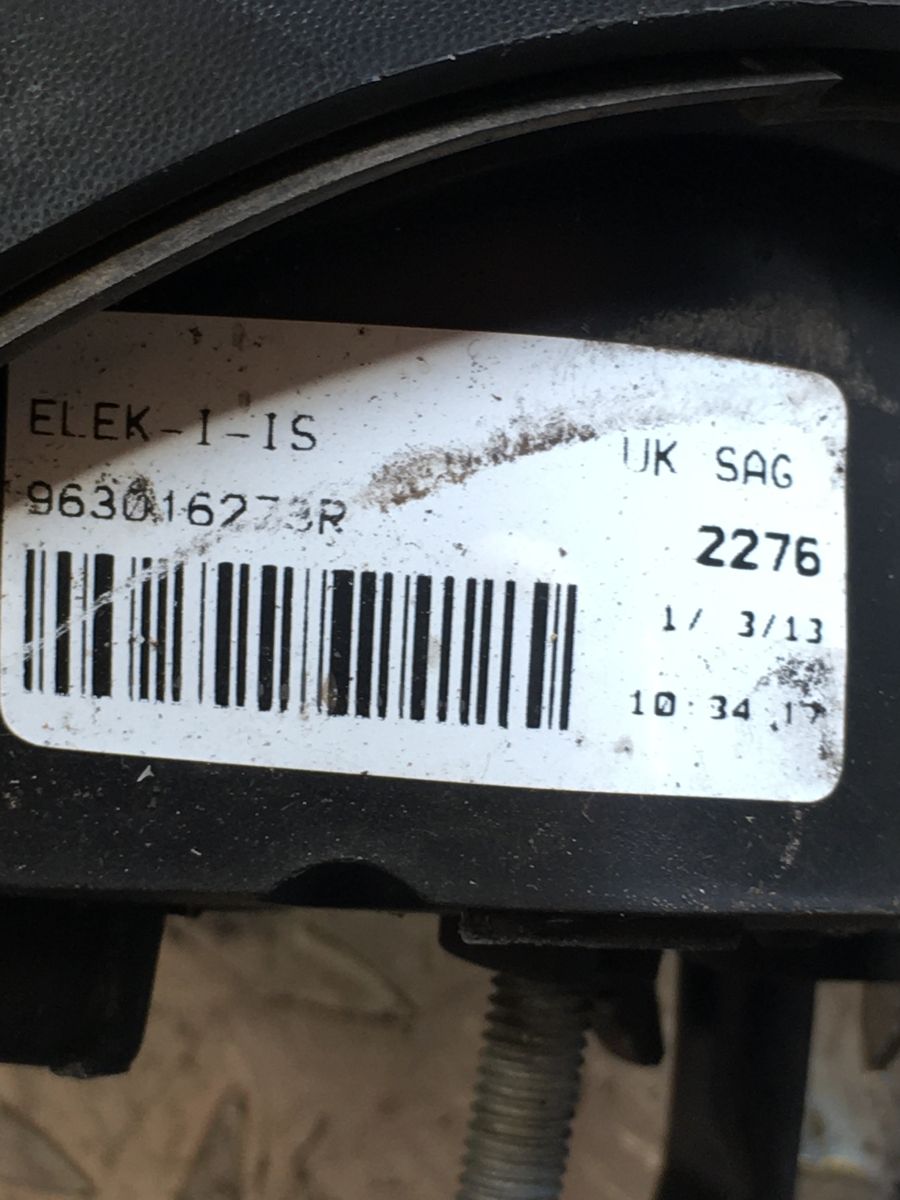 ELEK-I-IS
UK SAG
963016273R
2276
1/ 3/13
10:34 17